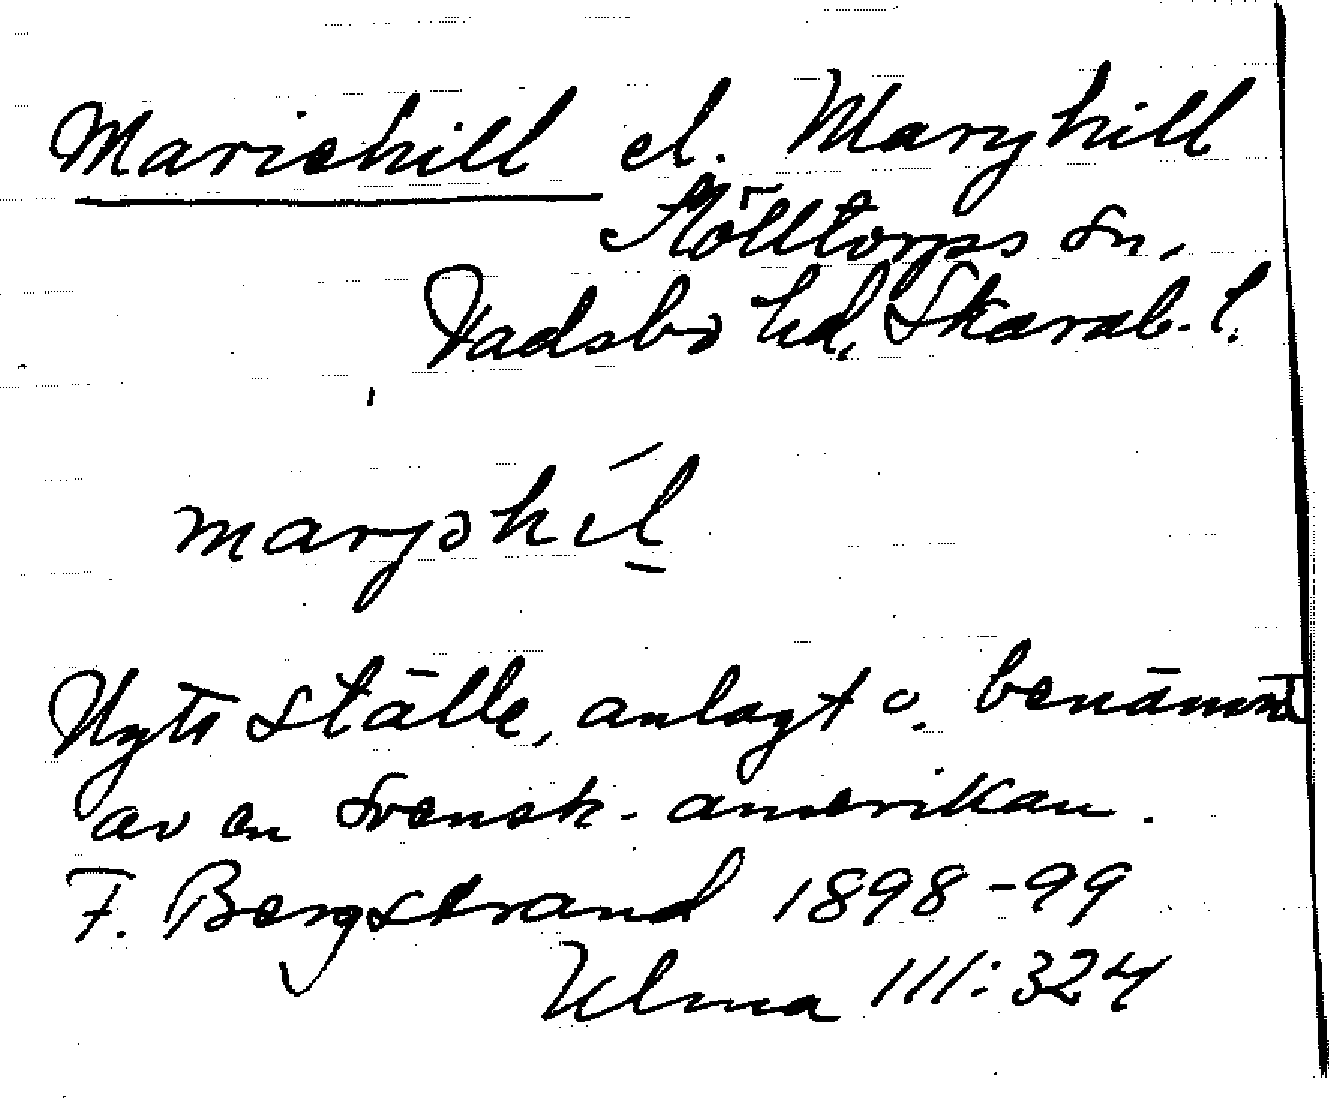 Mariehill el. Maryhill
Mölltorps sn,
Vadsbo hd, Skarab. l.
maryshil
Nytt ställe, anlagt o. benämnt
av en svensk-amerikan.
F. Bergstrand 1898-99
Ulma 111:324